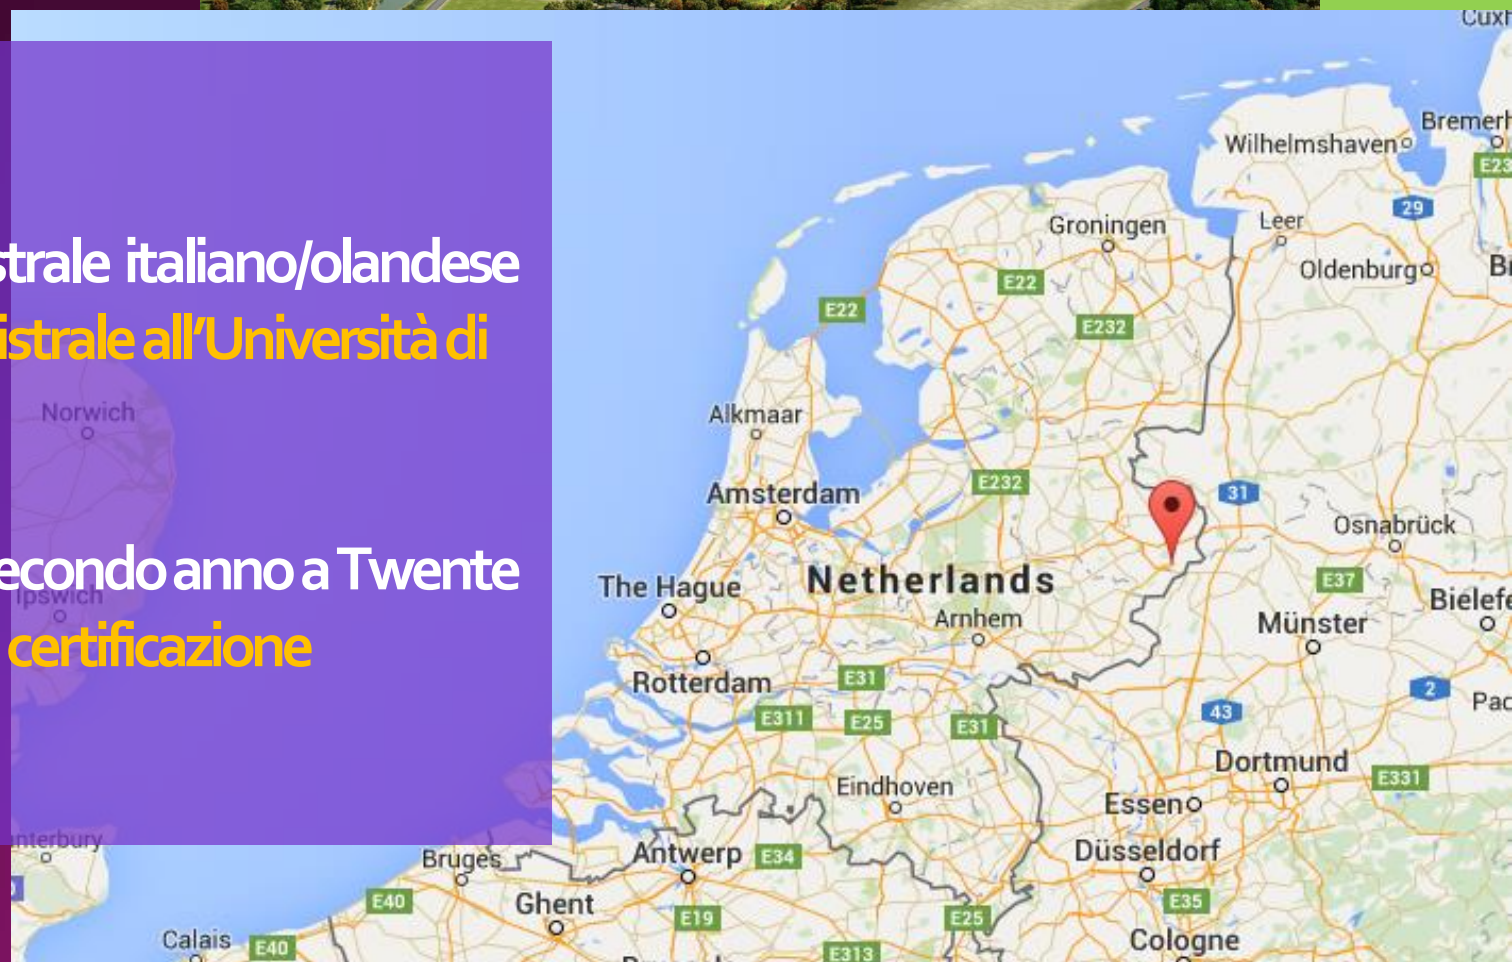 strale italiano/olandese
istrale all'Università di
econdo anno a Twente
certificazione
Cuxh
Bremerh
Wilhelmshaven
E23
29
Groningen
Leer
Oldenburg
B
E22
E22
E232
Norwich
Alkmaar
Amsterdam
E232
31
Osnabrück
Ipswich
The Hague
Netherlands
E37
Bielefe
Arnhem
Münster
Rotterdam
E31
2
Pad
E311
E25
E31
43
Dortmund
E331
Eindhoven
Essen
nterbury
Bruges
Antwerp
E34
Düsseldorf
E40
Ghent
E19
E25
E35
Calais
E40
E313
Cologne